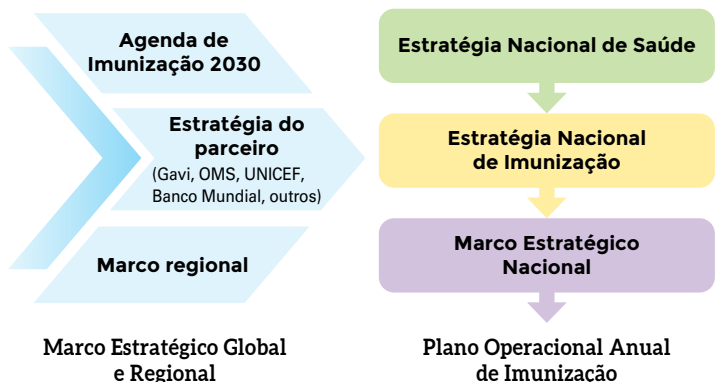 Agenda de
Imunização 2030
Estratégia do
parceiro
(Gavi, OMS, UNICEF,
Banco Mundial, outros)
Marco regional
Marco Estratégico Global
e Regional
Estratégia Nacional de Saúde
Estratégia Nacional
de Imunização
Marco Estratégico
Nacional
Plano Operacional Anual
de Imunização